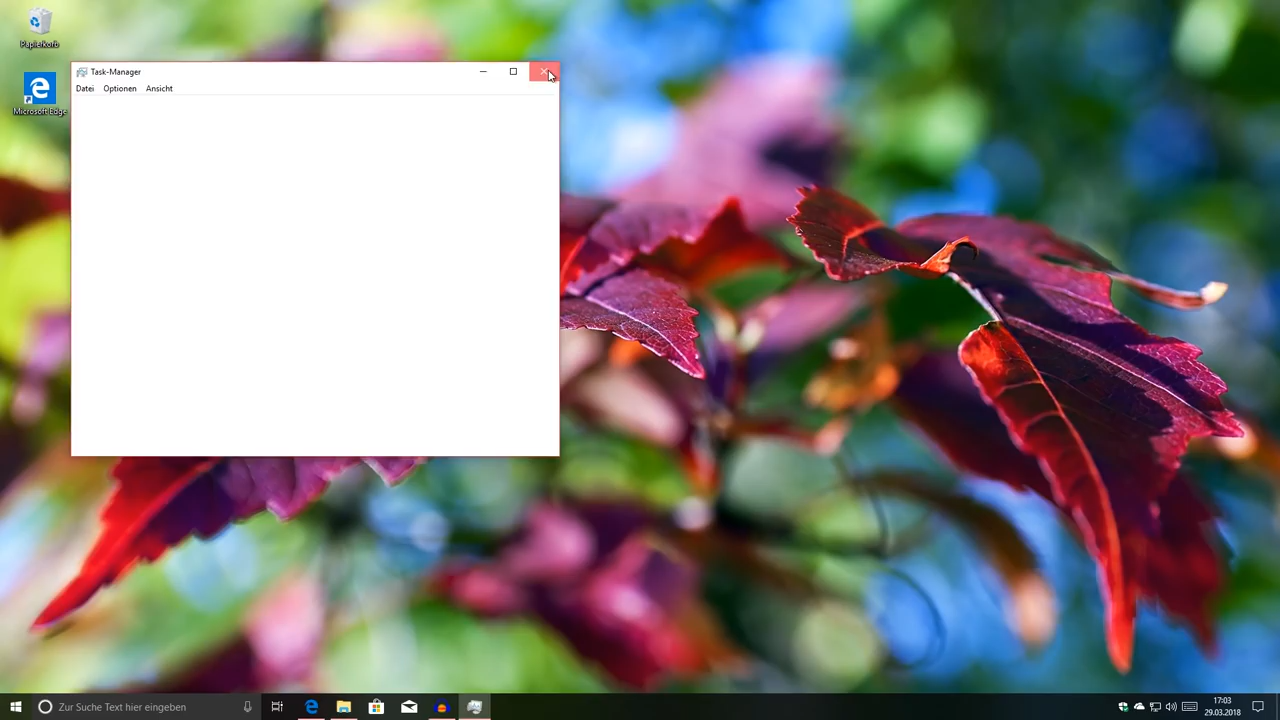 Papierkorb
Microsoft Edge
Task-Manager
Datei Optionen Ansicht
Zur Suche Text hier eingeben
17:03
29.03.2018